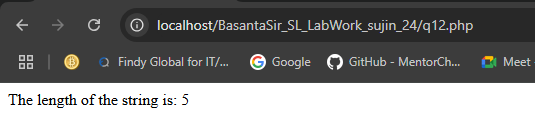 localhost/BasantaSir_SL_LabWork_sujin_24/q12.php
Findy Global for IT/... Google GitHub - MentorCh... Meet -
The length of the string is: 5